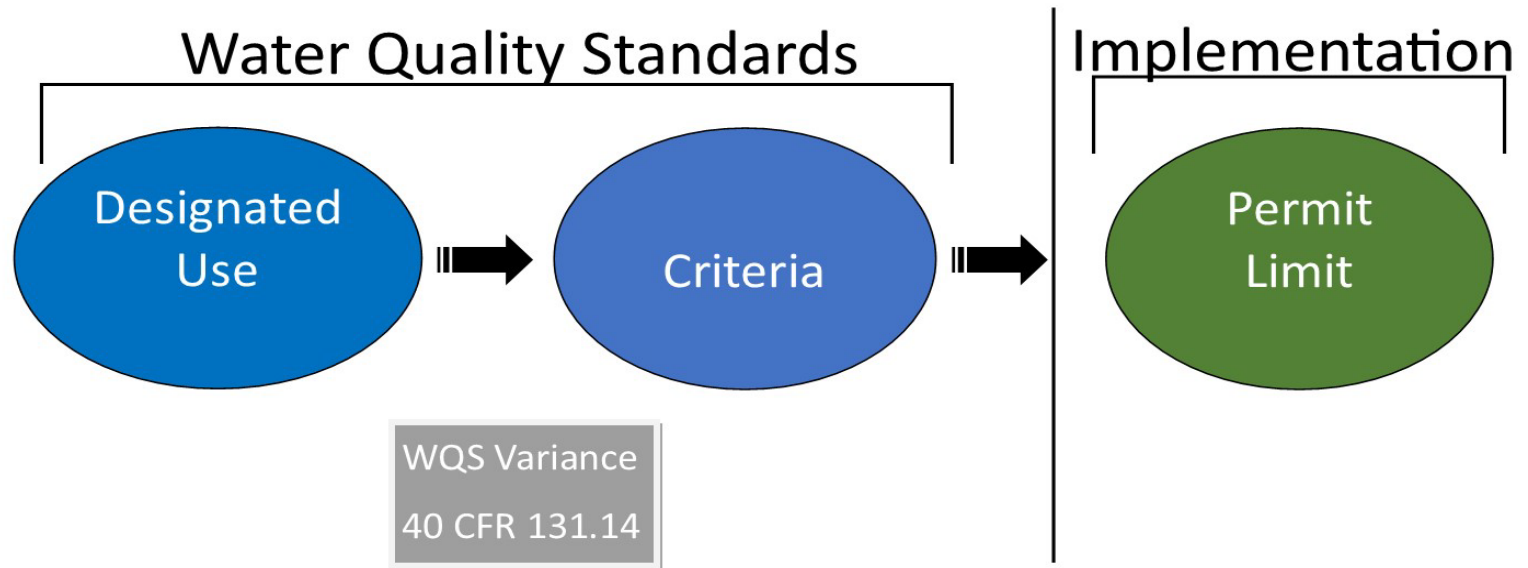 Water Quality Standards
Implementation
Designated
Use
Criteria
Permit
Limit
WQS Variance
40 CFR 131.14